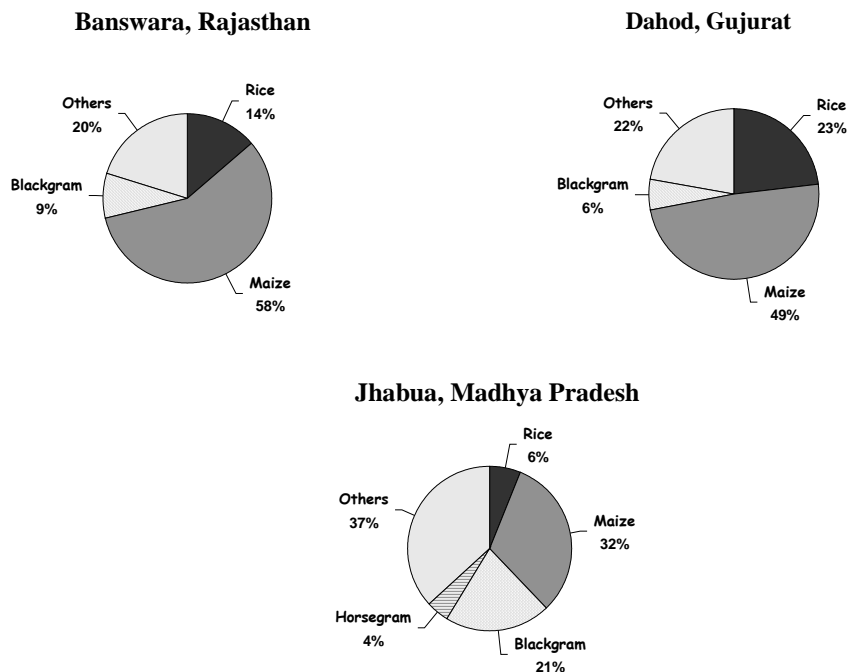 Banswara, Rajasthan
Rice
14%
Maize
58%
Blackgram
9%
Others
20%
Dahod, Gujurat
Rice
23%
Maize
49%
Blackgram
6%
Others
22%
Jhabua, Madhya Pradesh
Rice
6%
Maize
32%
Blackgram
21%
Horsegram
4%
Others
37%